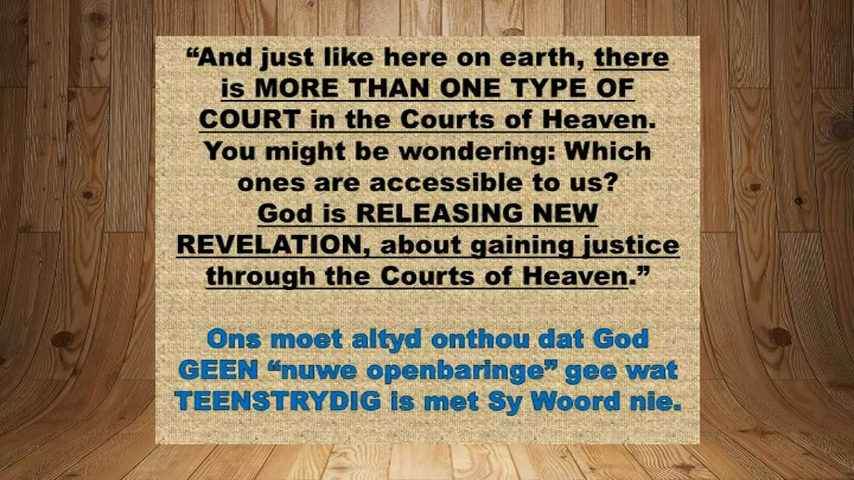 “And just like here on earth, there
is MORE THAN ONE TYPE OF
COURT in the Courts of Heaven.
You might be wondering: Which
ones are accessible to us?
God is RELEASING NEW
REVELATION, about gaining justice
through the Courts of Heaven.”
Ons moet altyd onthou dat God
GEEN “nuwe openbaringe” gee wat
TEENSTRYDIG is met Sy Woord nie.